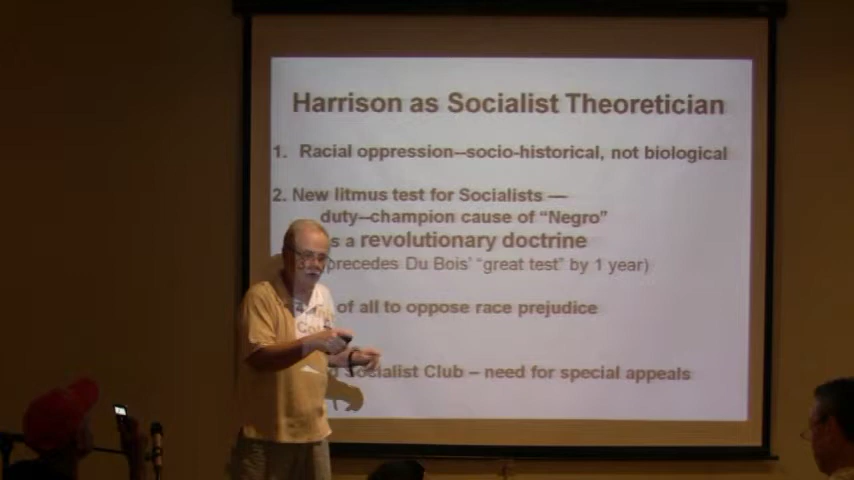 Harrison as Socialist Theoretician
1. Racial oppression–socio-historical, not biological
2. New litmus test for Socialists —
duty–champion cause of “Negro”
s a revolutionary doctrine
precedes Du Bois’ “great test” by 1 year)
of all to oppose race prejudice
Socialist Club – need for special appeals